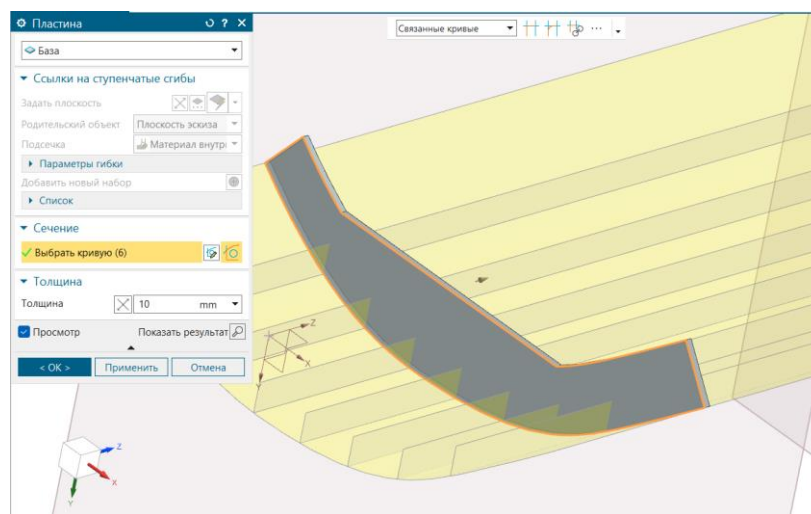 Пластина
База
Ссылки на ступенчатые сгибы
Задать плоскость
Родительский объект Плоскость эскиза
Подсечка Материал внутр
Параметры гибки
Добавить новый набор
Список
Сечение
Выбрать кривую (6)
Толщина
Толщина 10 mm
Просмотр Показать результат
< OK > Применить Отмена
Связанные кривые
Z
X
Y
Z
X
Y